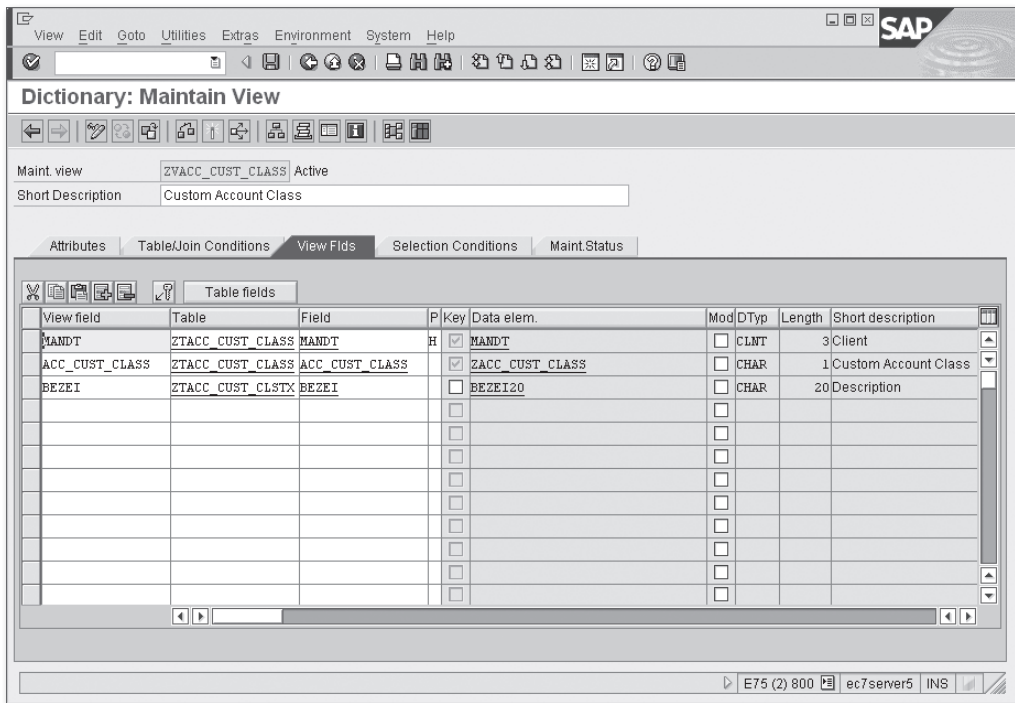 View Edit Goto Utilities Extras Environment System Help
SAP
Dictionary: Maintain View
Maint. view ZVACC_CUST_CLASS Active
Short Description Custom Account Class
Attributes Table/Join Conditions View Flds Selection Conditions Maint.Status
Table fields
View field Table Field P Key Data elem. Mod DTyp Length Short description
MANDT ZTACC_CUST_CLASS MANDT H MANDT CLNT 3 Client
ACC_CUST_CLASS ZTACC_CUST_CLASS ACC_CUST_CLASS ZACC_CUST_CLASS CHAR 1 Custom Account Class
BEZEI ZTACC_CUST_CLSTX BEZEI BEZEI20 CHAR 20 Description
E75 (2) 800 ec7server5 INS